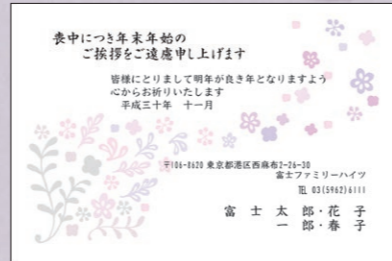 喪中につき年末年始の
ご挨拶をご遠慮申し上げます
皆様にとりまして明年が良き年となりますよう
心からお祈りいたします
平成三十年 十一月
〒106-8620 東京都港区西麻布2-26-30
富士ファミリーハイツ
TEL 03(5962)6111
富士太郎・花子
一郎・春子